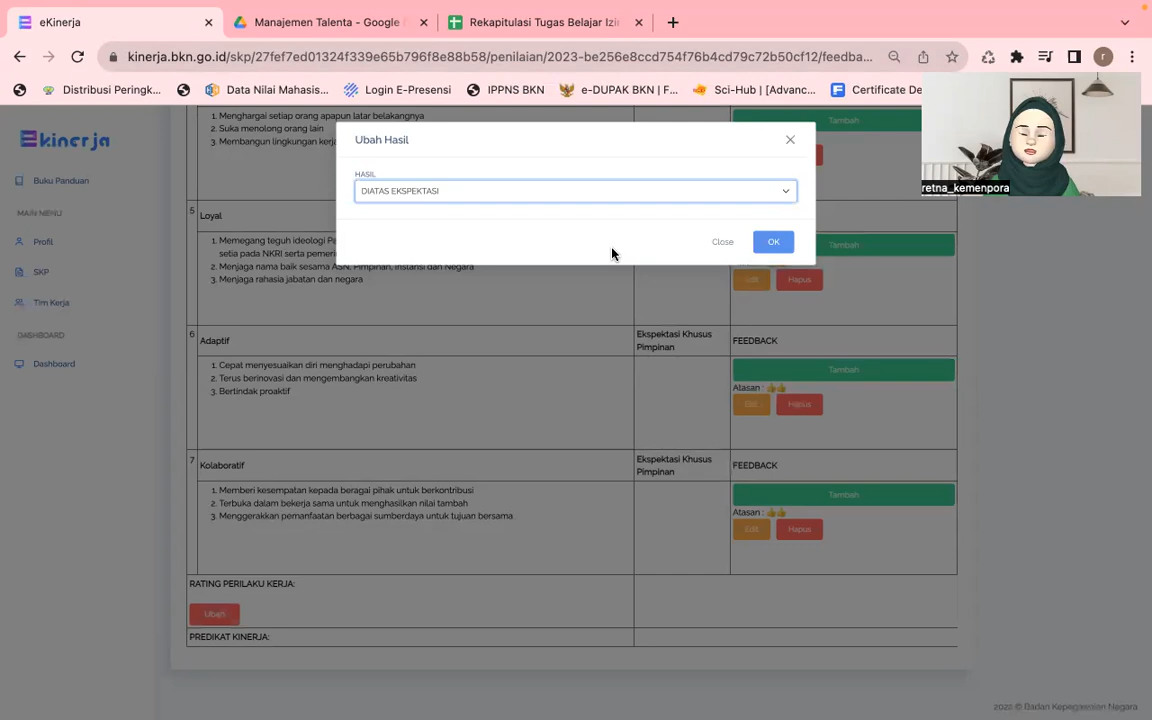 eKinerja
Manajemen Talenta - Google
Rekapitulasi Tugas Belajar Izi
kinerja.bkn.go.id/skp/27fef7ed01324f339e65b796f8e88b58/penilaian/2023-be256e8ccd754f76b4cd79c72b50cf12/feedba...
r
Distribusi Peringk...
Data Nilai Mahasis...
Login E-Presensi
IPPNS BKN
e-DUPAK BKN | F...
Sci-Hub | [Advanc...
Certificate De
Ekinerja
Buku Panduan
MAIN MENU
Profil
SKP
Tim Kerja
DASHBOARD
Dashboard
1. Menghargai setiap orang apapun latar belakangnya
2. Suka menolong orang lain
3. Membangun lingkungan kerja
Tambah
Ubah Hasil
HASIL
DIATAS EKSPEKTASI
Close
OK
retna_kemenpora
5
Loyal
1. Memegang teguh ideologi Pa
setia pada NKRI serta pemeri
2. Menjaga nama baik sesama ASN, Pimpinan, Instansi dan Negara
3. Menjaga rahasia jabatan dan negara
Tambah
Edit
Hapus
6
Adaptif
Ekspektasi Khusus
Pimpinan
FEEDBACK
1. Cepat menyesuaikan diri menghadapi perubahan
2. Terus berinovasi dan mengembangkan kreativitas
3. Bertindak proaktif
Tambah
Atasan : 👍👍
Edit
Hapus
7
Kolaboratif
Ekspektasi Khusus
Pimpinan
FEEDBACK
1. Memberi kesempatan kepada beragai pihak untuk berkontribusi
2. Terbuka dalam bekerja sama untuk menghasilkan nilai tambah
3. Menggerakkan pemanfaatan berbagai sumberdaya untuk tujuan bersama
Tambah
Atasan : 👍👍
Edit
Hapus
RATING PERILAKU KERJA:
Ubah
PREDIKAT KINERJA:
2022 © Badan Kepegawaian Negara